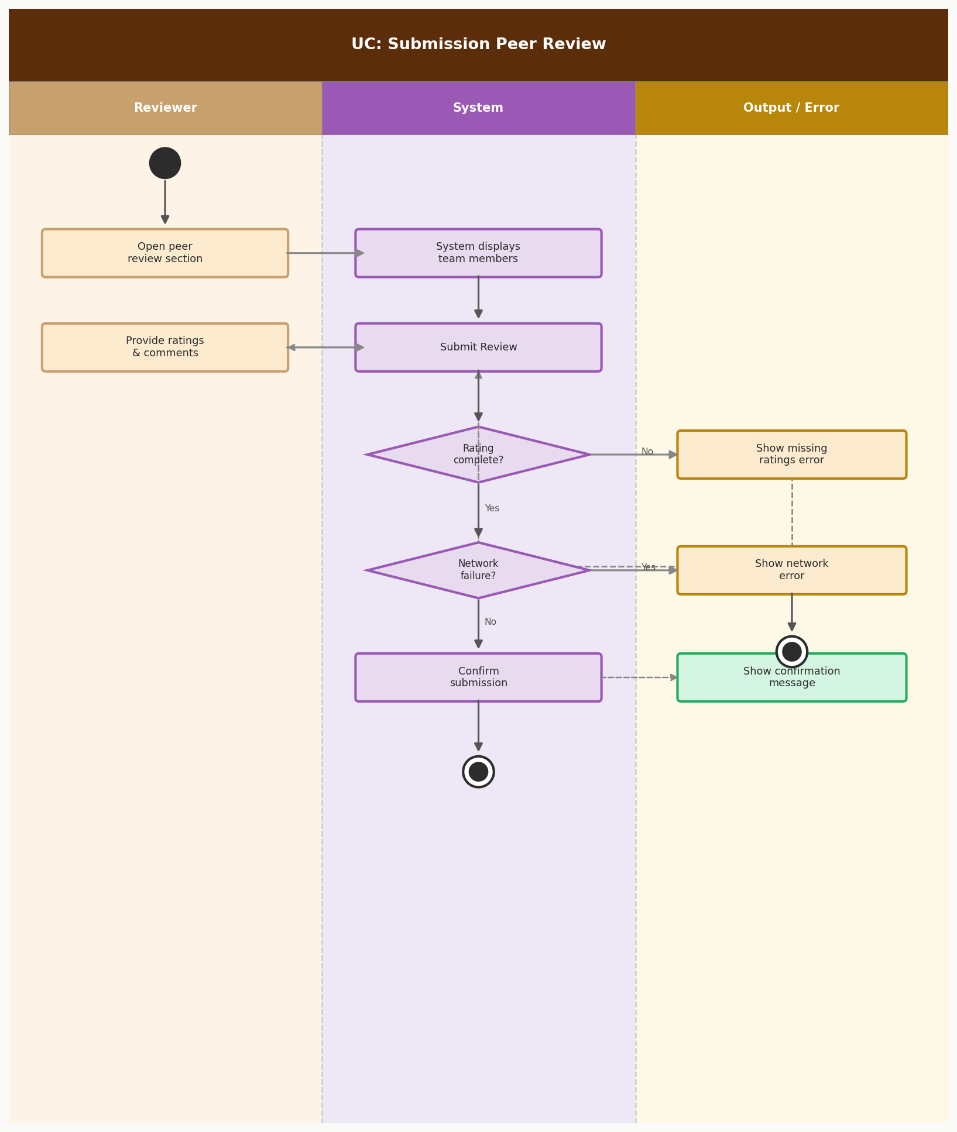 UC: Submission Peer Review
Reviewer
System
Output / Error
Open peer
review section
System displays
team members
Provide ratings
& comments
Submit Review
Rating
complete?
No
Show missing
ratings error
Yes
Network
failure?
Yes
Show network
error
No
Confirm
submission
Show confirmation
message